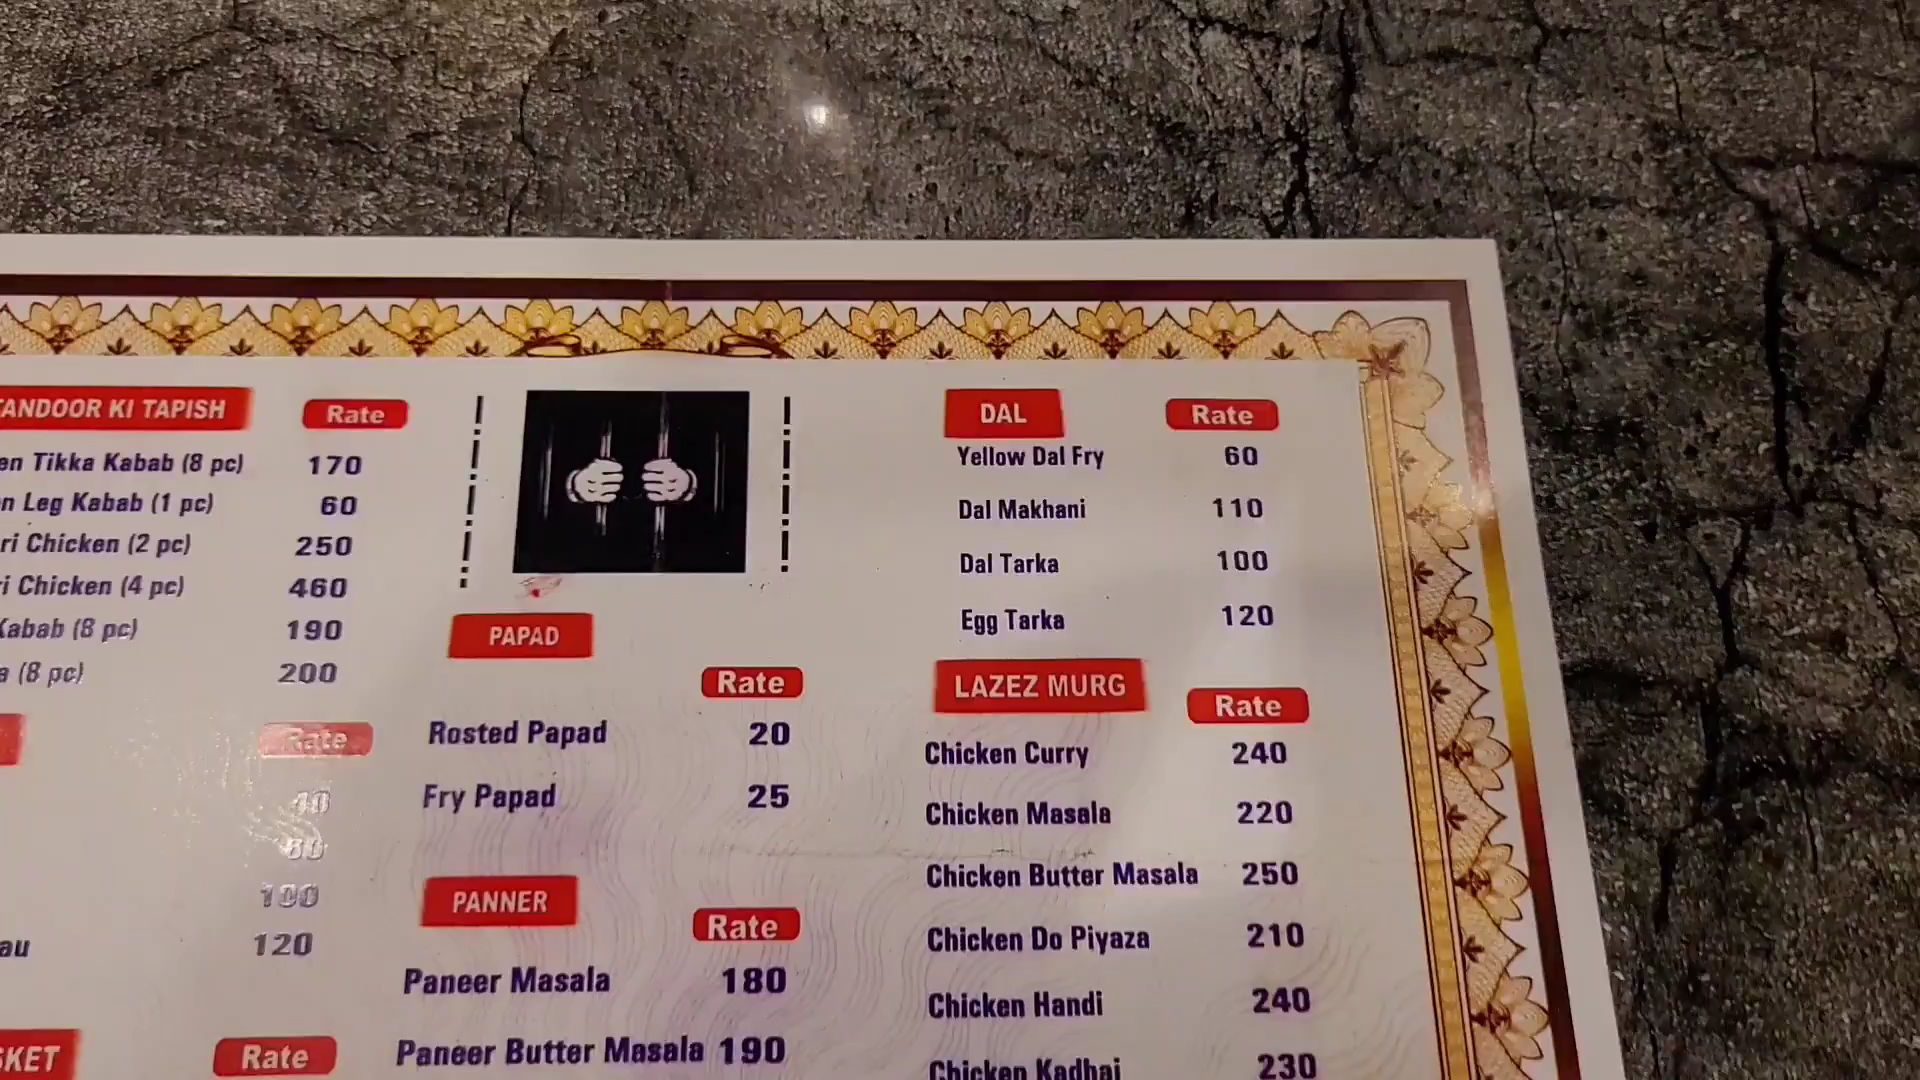 TANDOOR KI TAPISH Rate
en Tikka Kabab (8 pc) 170
n Leg Kabab (1 pc) 60
ri Chicken (2 pc) 250
i Chicken (4 pc) 460
Kabab (8 pc) 190
a (8 pc) 200
Rate
40
60
100
au 120
SKET Rate
PAPAD
Rate
Rosted Papad 20
Fry Papad 25
PANNER
Rate
Paneer Masala 180
Paneer Butter Masala 190
DAL Rate
Yellow Dal Fry 60
Dal Makhani 110
Dal Tarka 100
Egg Tarka 120
LAZEZ MURG Rate
Chicken Curry 240
Chicken Masala 220
Chicken Butter Masala 250
Chicken Do Piyaza 210
Chicken Handi 240
Chicken Kadhai 230